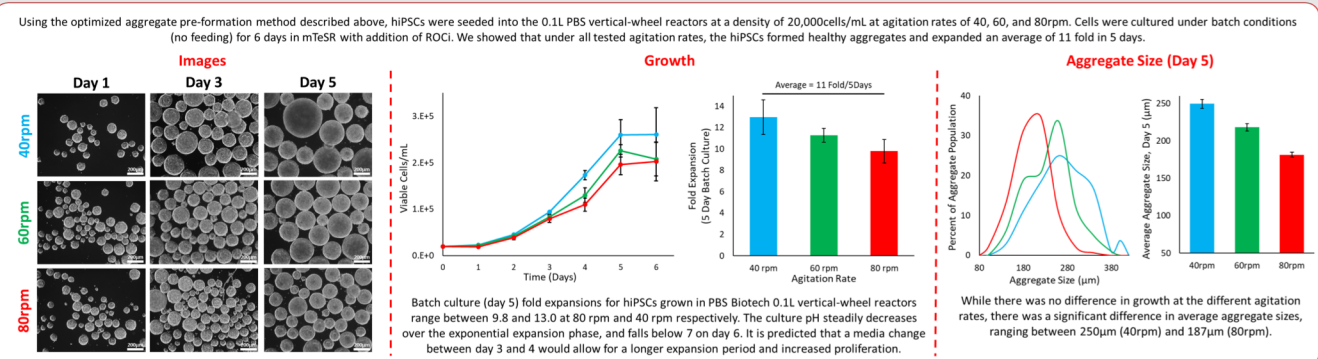 Using the optimized aggregate pre-formation method described above, hiPSCs were seeded into the 0.1L PBS vertical-wheel reactors at a density of 20,000cells/mL at agitation rates of 40, 60, and 80rpm. Cells were cultured under batch conditions
(no feeding) for 6 days in mTeSR with addition of ROCi. We showed that under all tested agitation rates, the hiPSCs formed healthy aggregates and expanded an average of 11 fold in 5 days.
Images
Day 1
Day 3
Day 5
40rpm
200µm
200µm
200µm
60rpm
200µm
200µm
200µm
80rpm
200µm
200µm
200µm
Growth
Viable Cells/mL
3.E+5
2.E+5
1.E+5
0.E+0
0 1 2 3 4 5 6
Time (Days)
Average = 11 Fold/5Days
Fold Expansion
(5 Day Batch Culture)
14
12
10
8
6
4
2
0
40 rpm 60 rpm 80 rpm
Agitation Rate
Batch culture (day 5) fold expansions for hiPSCs grown in PBS Biotech 0.1L vertical-wheel reactors
range between 9.8 and 13.0 at 80 rpm and 40 rpm respectively. The culture pH steadily decreases
over the exponential expansion phase, and falls below 7 on day 6. It is predicted that a media change
between day 3 and 4 would allow for a longer expansion period and increased proliferation.
Aggregate Size (Day 5)
Percent of Aggregate Population
40
30
20
10
0
80 180 280 380
Aggregate Size (µm)
Average Aggregate Size, Day 5 (µm)
250
200
150
100
50
40rpm 60rpm 80rpm
While there was no difference in growth at the different agitation
rates, there was a significant difference in average aggregate sizes,
ranging between 250µm (40rpm) and 187µm (80rpm).